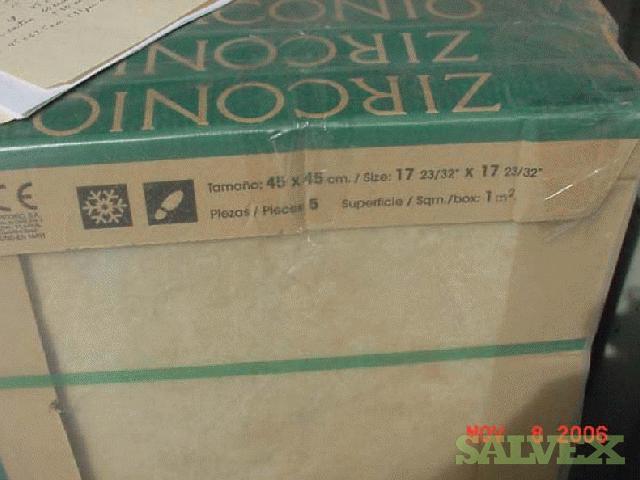 ZIRCONIO
ZIRCONIO
ZIRCONIO
CE
Tamaño: 45 x 45 cm. / Size: 17 23/32" X 17 23/32"
Piezas / Pieces 5 Superficie / Sqm./box: 1 m²
NOV 8 2006
SALVEX